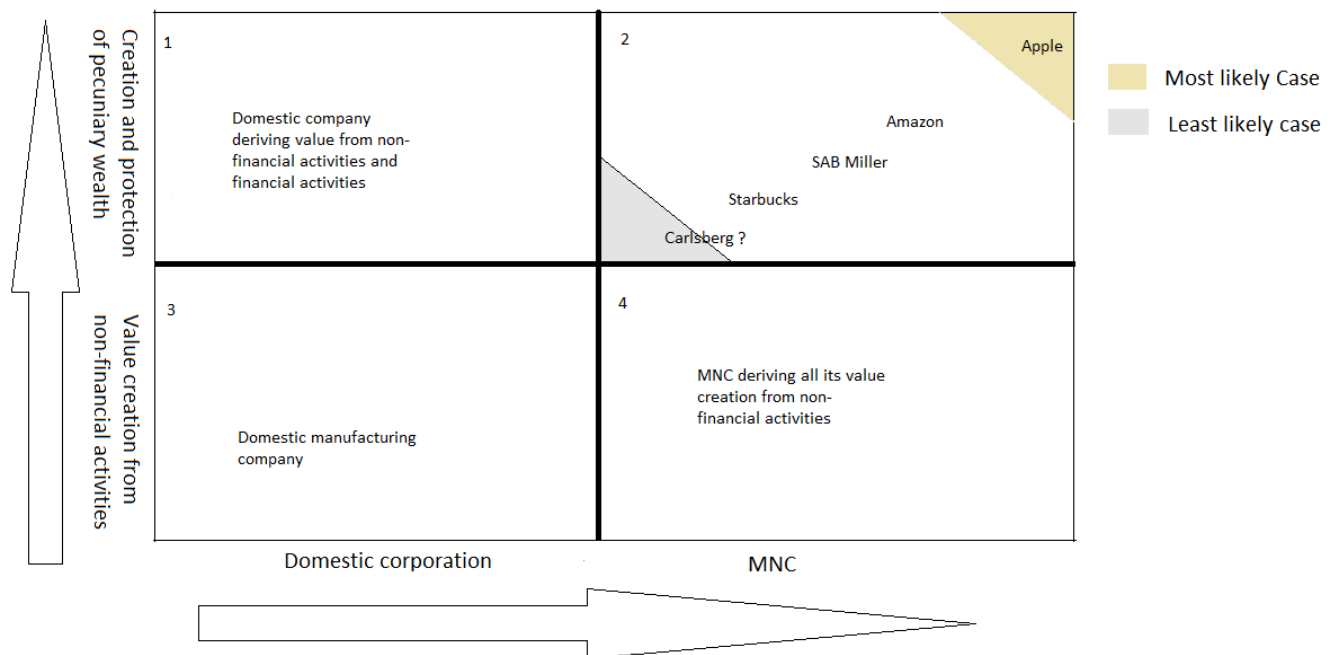 Creation and protection
of pecuniary wealth
1
Domestic company
deriving value from non-
financial activities and
financial activities
2
Apple
Amazon
SAB Miller
Starbucks
Carlsberg ?
Most likely Case
Least likely case
Value creation from
non-financial activities
3
Domestic manufacturing
company
4
MNC deriving all its value
creation from non-
financial activities
Domestic corporation
MNC